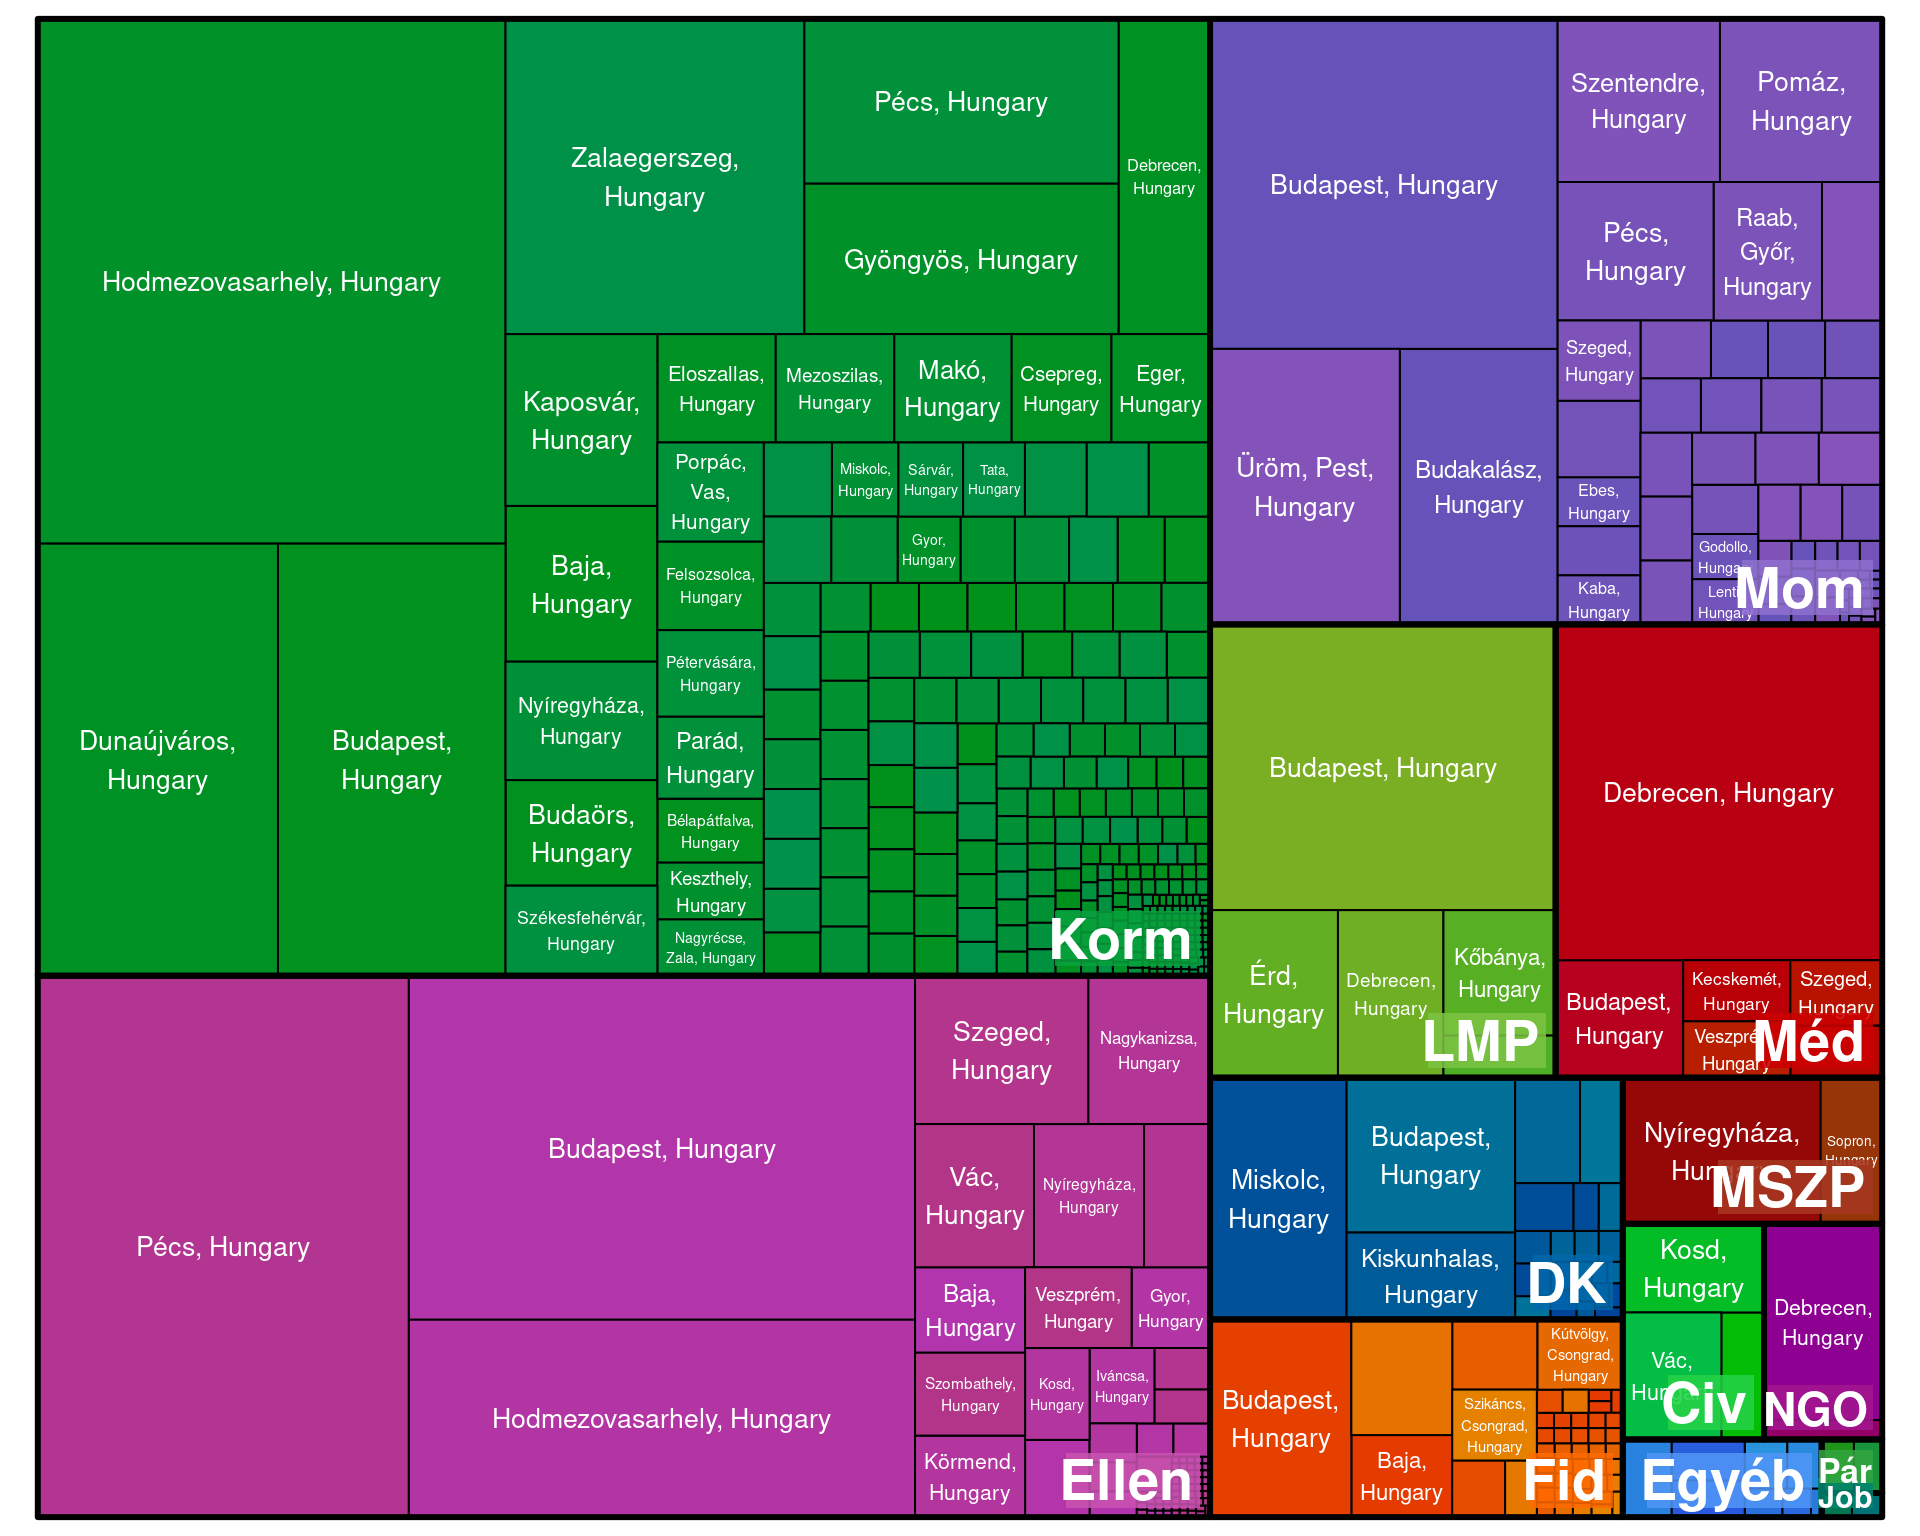 Hodmezovasarhely, Hungary
Zalaegerszeg,
Hungary
Pécs, Hungary
Gyöngyös, Hungary
Debrecen,
Hungary
Dunaújváros,
Hungary
Budapest,
Hungary
Kaposvár,
Hungary
Baja,
Hungary
Nyíregyháza,
Hungary
Budaörs,
Hungary
Székesfehérvár,
Hungary
Eloszallas,
Hungary
Mezoszilas,
Hungary
Makó,
Hungary
Csepreg,
Hungary
Eger,
Hungary
Porpác,
Vas,
Hungary
Miskolc,
Hungary
Sárvár,
Hungary
Tata,
Hungary
Gyor,
Hungary
Felsozsolca,
Hungary
Pétervására,
Hungary
Parád,
Hungary
Bélapátfalva,
Hungary
Keszthely,
Hungary
Nagyrécse,
Zala, Hungary
Korm
Budapest, Hungary
Szentendre,
Hungary
Pomáz,
Hungary
Pécs,
Hungary
Raab,
Győr,
Hungary
Üröm, Pest,
Hungary
Budakalász,
Hungary
Szeged,
Hungary
Ebes,
Hungary
Kaba,
Hungary
Godollo,
Mom
Budapest, Hungary
Érd,
Hungary
Debrecen,
Hungary
Kőbánya,
Hungary
LMP
Debrecen, Hungary
Budapest,
Hungary
Kecskemét,
Hungary
Szeged,
Hungary
Hungary
Méd
Pécs, Hungary
Budapest, Hungary
Hodmezovasarhely, Hungary
Szeged,
Hungary
Nagykanizsa,
Hungary
Vác,
Hungary
Nyíregyháza,
Hungary
Baja,
Hungary
Veszprém,
Hungary
Gyor,
Hungary
Szombathely,
Hungary
Kosd,
Hungary
Iváncsa,
Hungary
Körmend,
Hungary
Ellen
Miskolc,
Hungary
Budapest,
Hungary
Kiskunhalas,
Hungary
DK
Nyíregyháza,
Sopron,
Hungary
MSZP
Budapest,
Hungary
Baja,
Hungary
Kútvölgy,
Csongrad,
Hungary
Szikáncs,
Csongrad,
Hungary
Fid
Kosd,
Hungary
Vác,
Civ
Debrecen,
Hungary
NGO
Egyéb
Pár
Job